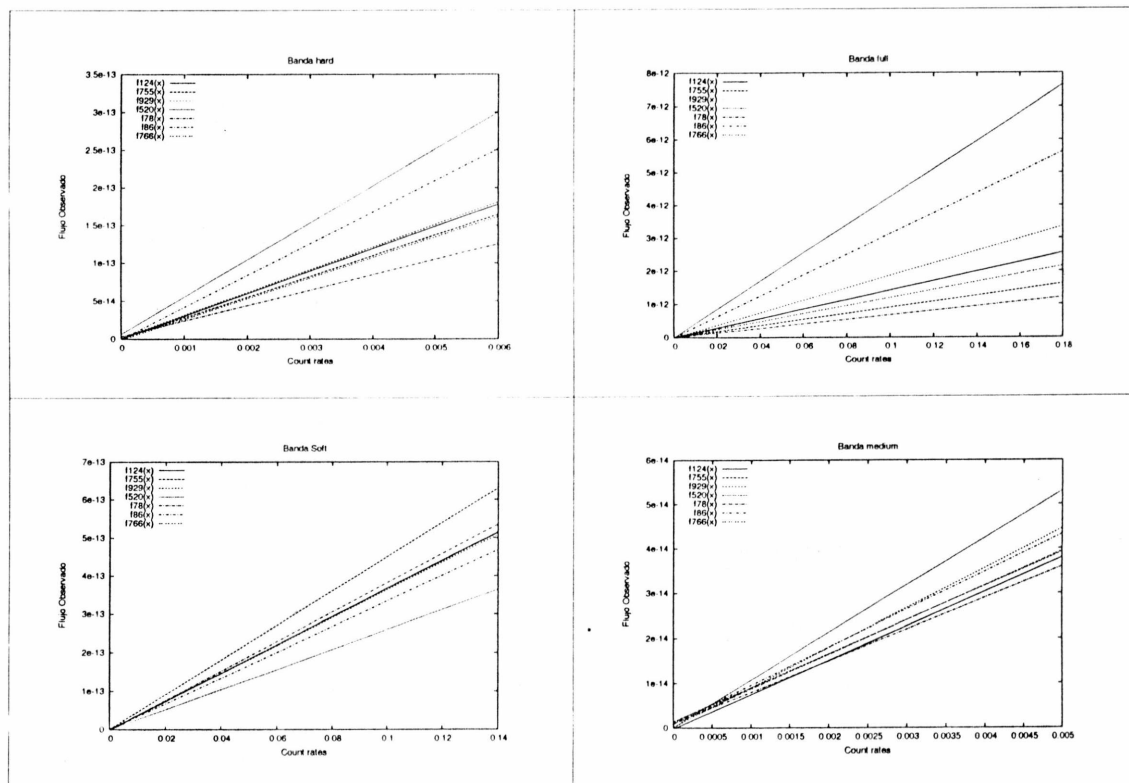 Banda hard
3.5e-13
3e-13
2.5e-13
2e-13
1.5e-13
1e-13
5e-14
0
f124(x)
f755(x)
f929(x)
f520(x)
f78(x)
f86(x)
f766(x)
Flujo Observado
0 0.001 0.002 0.003 0.004 0.005 0.006
Count rates
Banda full
8e-12
7e-12
6e-12
5e-12
4e-12
3e-12
2e-12
1e-12
0
f124(x)
f755(x)
f929(x)
f520(x)
f78(x)
f86(x)
f766(x)
Flujo Observado
0 0.02 0.04 0.06 0.08 0.1 0.12 0.14 0.16 0.18
Count rates
Banda Soft
7e-13
6e-13
5e-13
4e-13
3e-13
2e-13
1e-13
0
f124(x)
f755(x)
f929(x)
f520(x)
f78(x)
f86(x)
f766(x)
Flujo Observado
0 0.02 0.04 0.06 0.08 0.1 0.12 0.14
Count rates
Banda medium
6e-14
5e-14
4e-14
3e-14
2e-14
1e-14
0
f124(x)
f755(x)
f929(x)
f520(x)
f78(x)
f86(x)
f766(x)
Flujo Observado
0 0.0005 0.001 0.0015 0.002 0.0025 0.003 0.0035 0.004 0.0045 0.005
Count rates